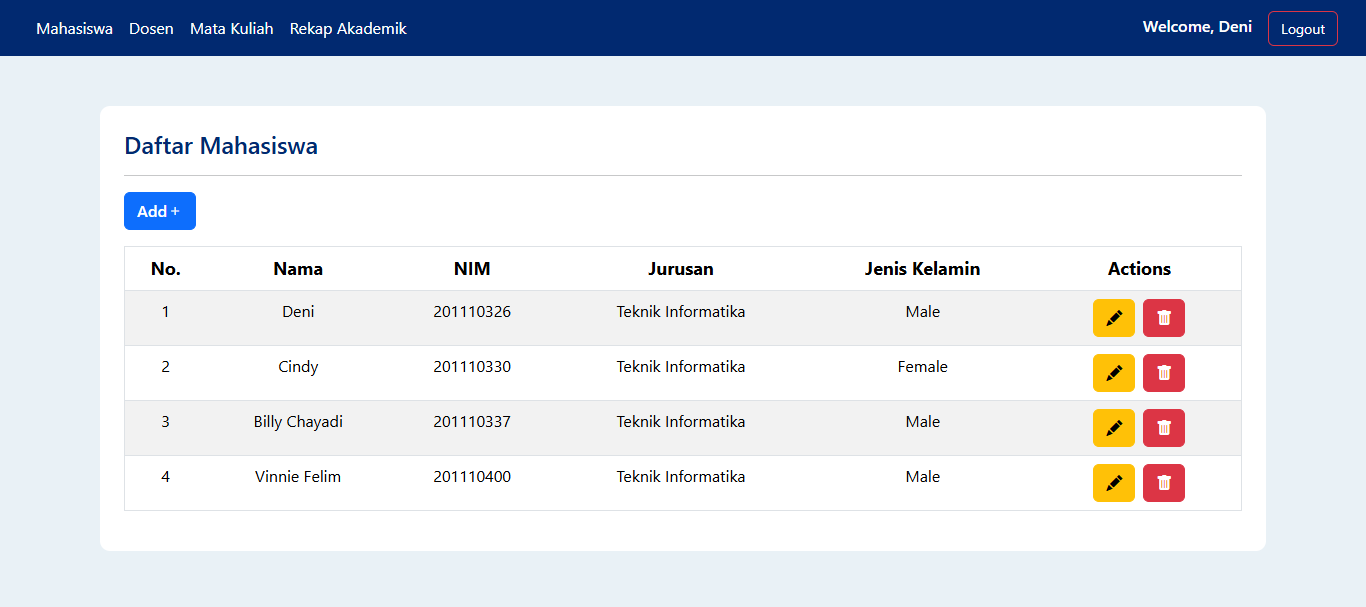 Mahasiswa Dosen Mata Kuliah Rekap Akademik Welcome, Deni Logout
Daftar Mahasiswa
Add +
No. Nama NIM Jurusan Jenis Kelamin Actions
1 Deni 201110326 Teknik Informatika Male
2 Cindy 201110330 Teknik Informatika Female
3 Billy Chayadi 201110337 Teknik Informatika Male
4 Vinnie Felim 201110400 Teknik Informatika Male